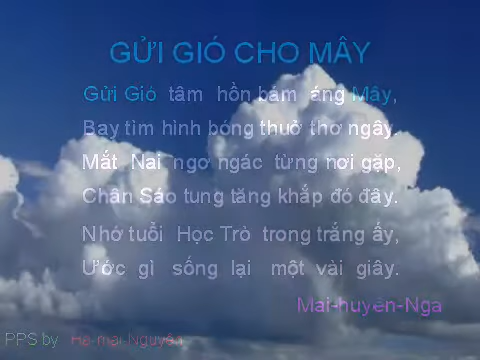 GỬI GIÓ CHO MÂY
Gửi Gió tâm hồn bám áng Mây,
Bay tìm hình bóng thuở thơ ngây.
Mắt Nai ngơ ngác từng nơi gặp,
Chân Sáo tung tăng khắp đó đây.
Nhớ tuổi Học Trò trong trắng ấy,
Ước gì sống lại một vài giây.
Mai-huyên-Nga
PPS by Ha-mai-Nguyên